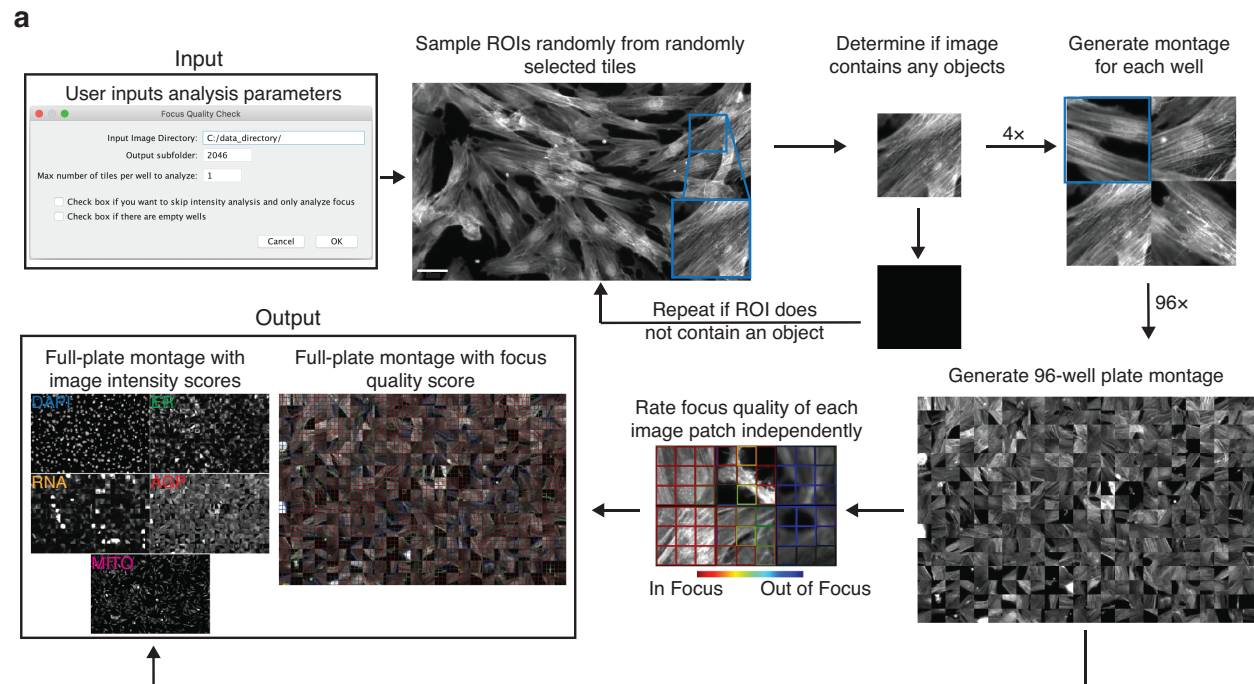 a
Input
User inputs analysis parameters
Focus Quality Check
Input Image Directory: C:/data_directory/
Output subfolder: 2046
Max number of tiles per well to analyze: 1
Check box if you want to skip intensity analysis and only analyze focus
Check box if there are empty wells
Cancel OK
Sample ROIs randomly from randomly
selected tiles
Determine if image
contains any objects
4×
Generate montage
for each well
Repeat if ROI does
not contain an object
96×
Generate 96-well plate montage
Rate focus quality of each
image patch independently
In Focus Out of Focus
Output
Full-plate montage with
image intensity scores
DAPI ER
RNA AGP
MITO
Full-plate montage with focus
quality score